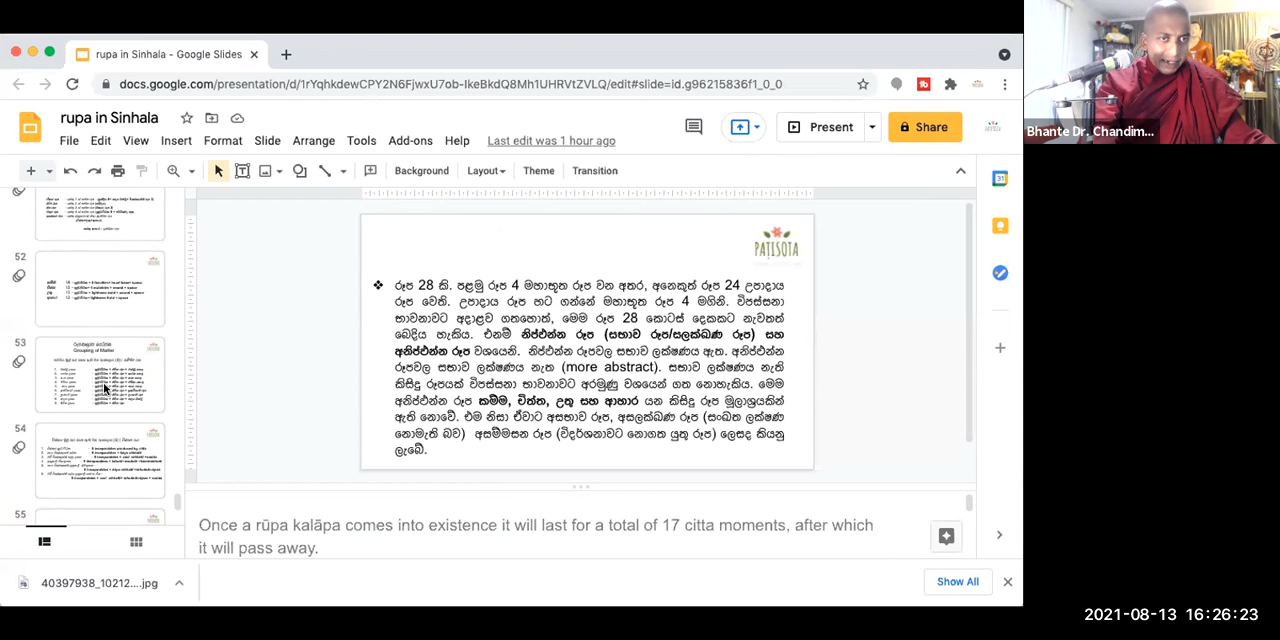 rupa in Sinhala - Google Slides
docs.google.com/presentation/d/1rYqhkdewCPY2N6FjwxU7ob-IkeBkdQ8Mh1UHRVtZVLQ/edit#slide=id.g96215836f1_0_0
rupa in Sinhala
File Edit View Insert Format Slide Arrange Tools Add-ons Help Last edit was 1 hour ago
Present
Share
Background Layout Theme Transition
Bhante Dr. Chandim...
52
53
Grouping of Matter
54
55
PAṬISOTA
❖ රූප 28 කි. පළමු රූප 4 මහාභූත රූප වන අතර, අනෙකුත් රූප 24 උපාදාය
රූප වෙති. උපාදාය රූප හට ගන්නේ මහාභූත රූප 4 මගිනි. විපස්සනා
භාවනාවට අදාළව ගතහොත්, මෙම රූප 28 කොටස් දෙකකට නැවතත්
බෙදිය හැකිය. එනම් නිප්ඵන්න රූප (සභාව රූප/සලක්ඛණ රූප) සහ
අනිප්ඵන්න රූප වශයෙනි. නිප්ඵන්න රූපවල සභාව ලක්ෂණය ඇත. අනිප්ඵන්න
රූපවල සභාව ලක්ෂණය නැත (more abstract). සභාව ලක්ෂණය නැති
කිසිදු රූපයක් විපස්සනා භාවනාවට අරමුණු වශයෙන් ගත නොහැකිය. මෙම
අනිප්ඵන්න රූප කම්ම, චිත්ත, උතු සහ ආහාර යන කිසිදු රූප මූලාශ්‍රයකින්
ඇති නොවේ. එම නිසා ඒවාට අසභාව රූප, අසලක්ඛණ රූප (සංඛත ලක්ෂණ
නොමැති බව) අසම්මසන රූප (විදර්ශනාවට නොගත යුතු රූප) ලෙසද කියනු
ලැබේ.
Once a rūpa kalāpa comes into existence it will last for a total of 17 citta moments, after which
it will pass away.
40397938_10212....jpg
Show All
2021-08-13 16:26:23